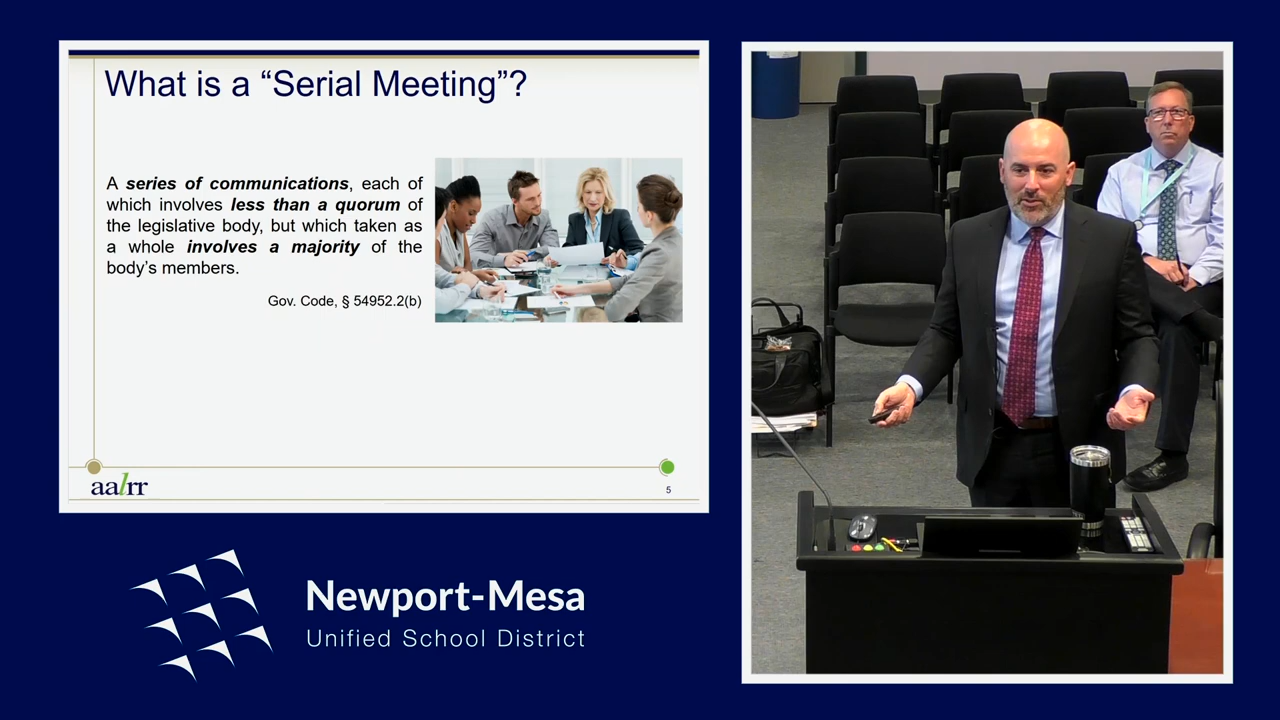 What is a “Serial Meeting”?
A series of communications, each of
which involves less than a quorum of
the legislative body, but which taken as
a whole involves a majority of the
body’s members.
Gov. Code, § 54952.2(b)
aalrr
5
Newport-Mesa
Unified School District